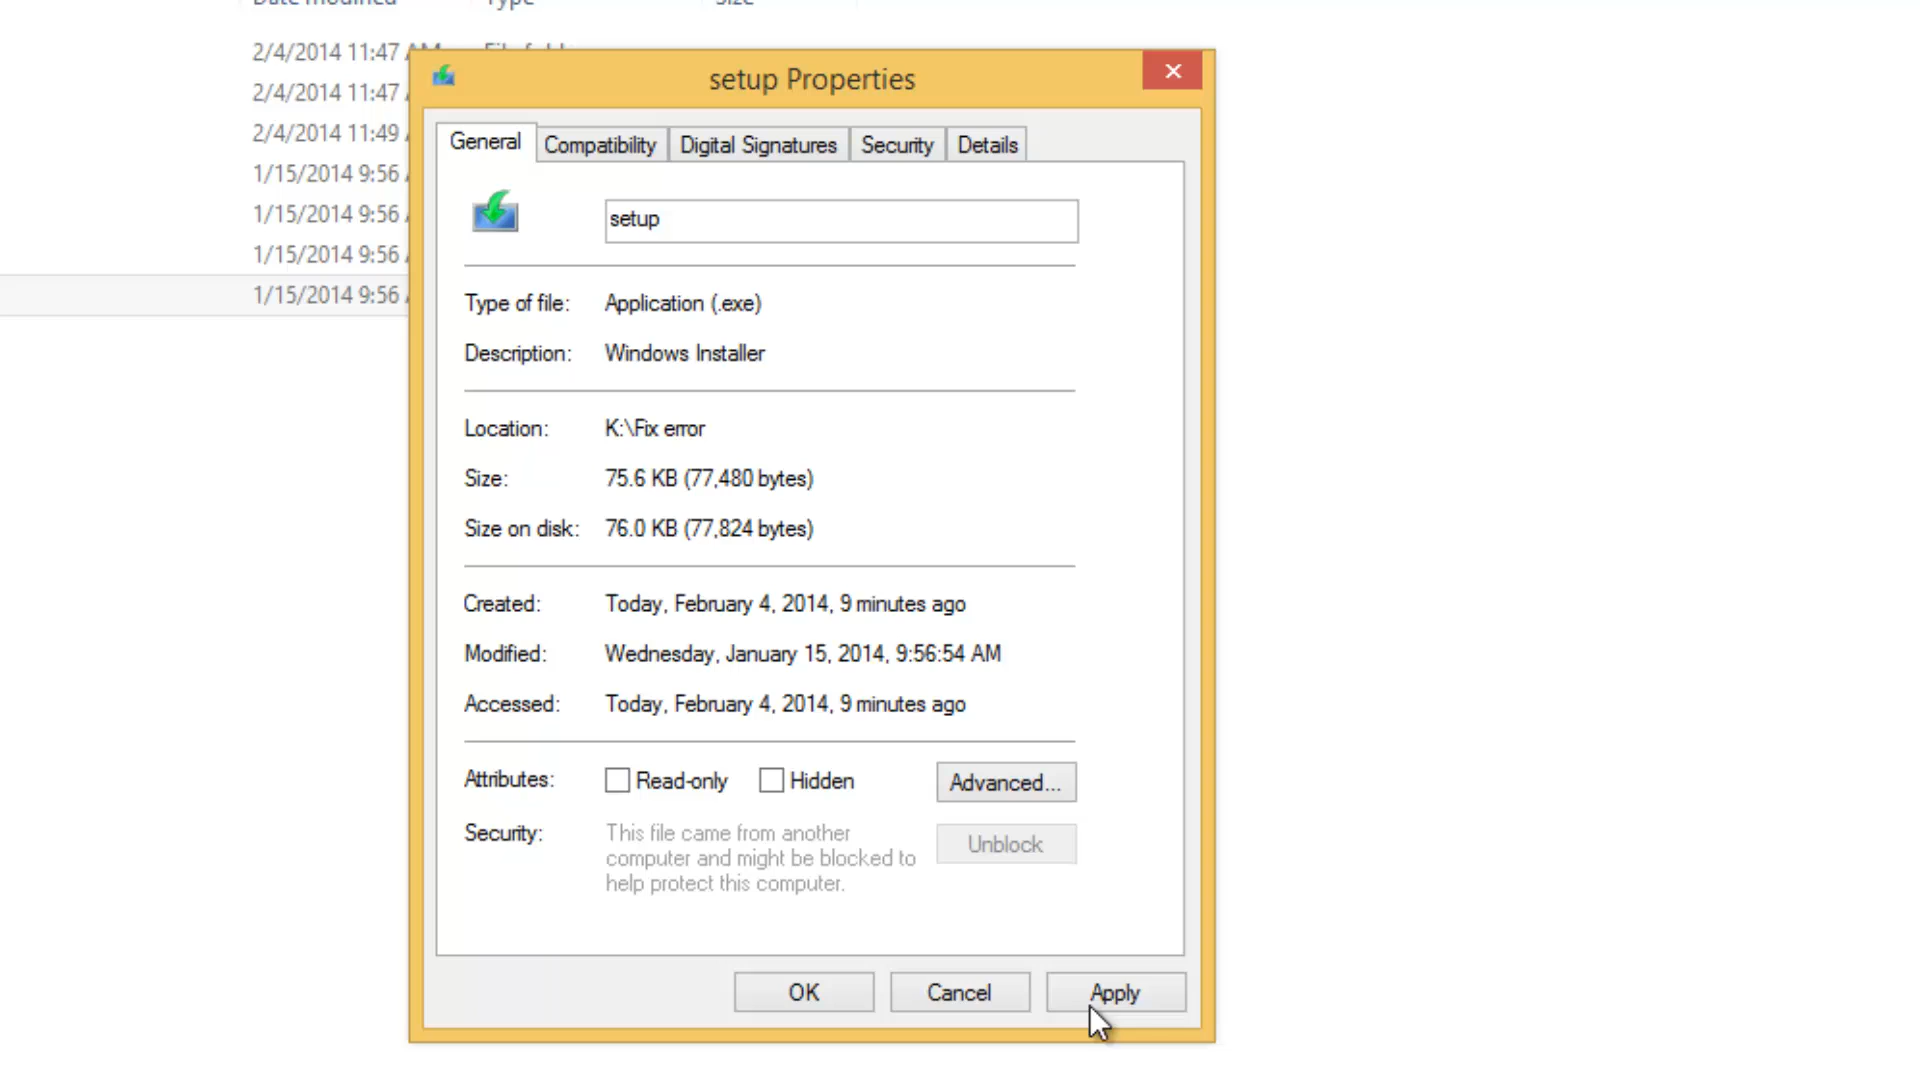 Date modified Type Size
2/4/2014 11:47 AM
2/4/2014 11:47
2/4/2014 11:49
1/15/2014 9:56
1/15/2014 9:56
1/15/2014 9:56
1/15/2014 9:56
setup Properties
General Compatibility Digital Signatures Security Details
setup
Type of file: Application (.exe)
Description: Windows Installer
Location: K:\Fix error
Size: 75.6 KB (77,480 bytes)
Size on disk: 76.0 KB (77,824 bytes)
Created: Today, February 4, 2014, 9 minutes ago
Modified: Wednesday, January 15, 2014, 9:56:54 AM
Accessed: Today, February 4, 2014, 9 minutes ago
Attributes: Read-only Hidden Advanced...
Security: This file came from another
computer and might be blocked to
help protect this computer.
Unblock
OK Cancel Apply